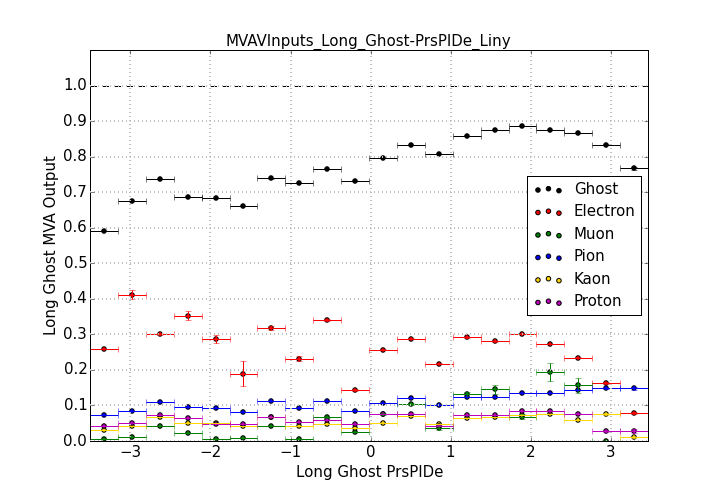 MVAVInputs_Long_Ghost-PrsPIDe_Liny
Long Ghost MVA Output
1.0
0.9
0.8
0.7
0.6
0.5
0.4
0.3
0.2
0.1
0.0
Ghost
Electron
Muon
Pion
Kaon
Proton
−3 −2 −1 0 1 2 3
Long Ghost PrsPIDe